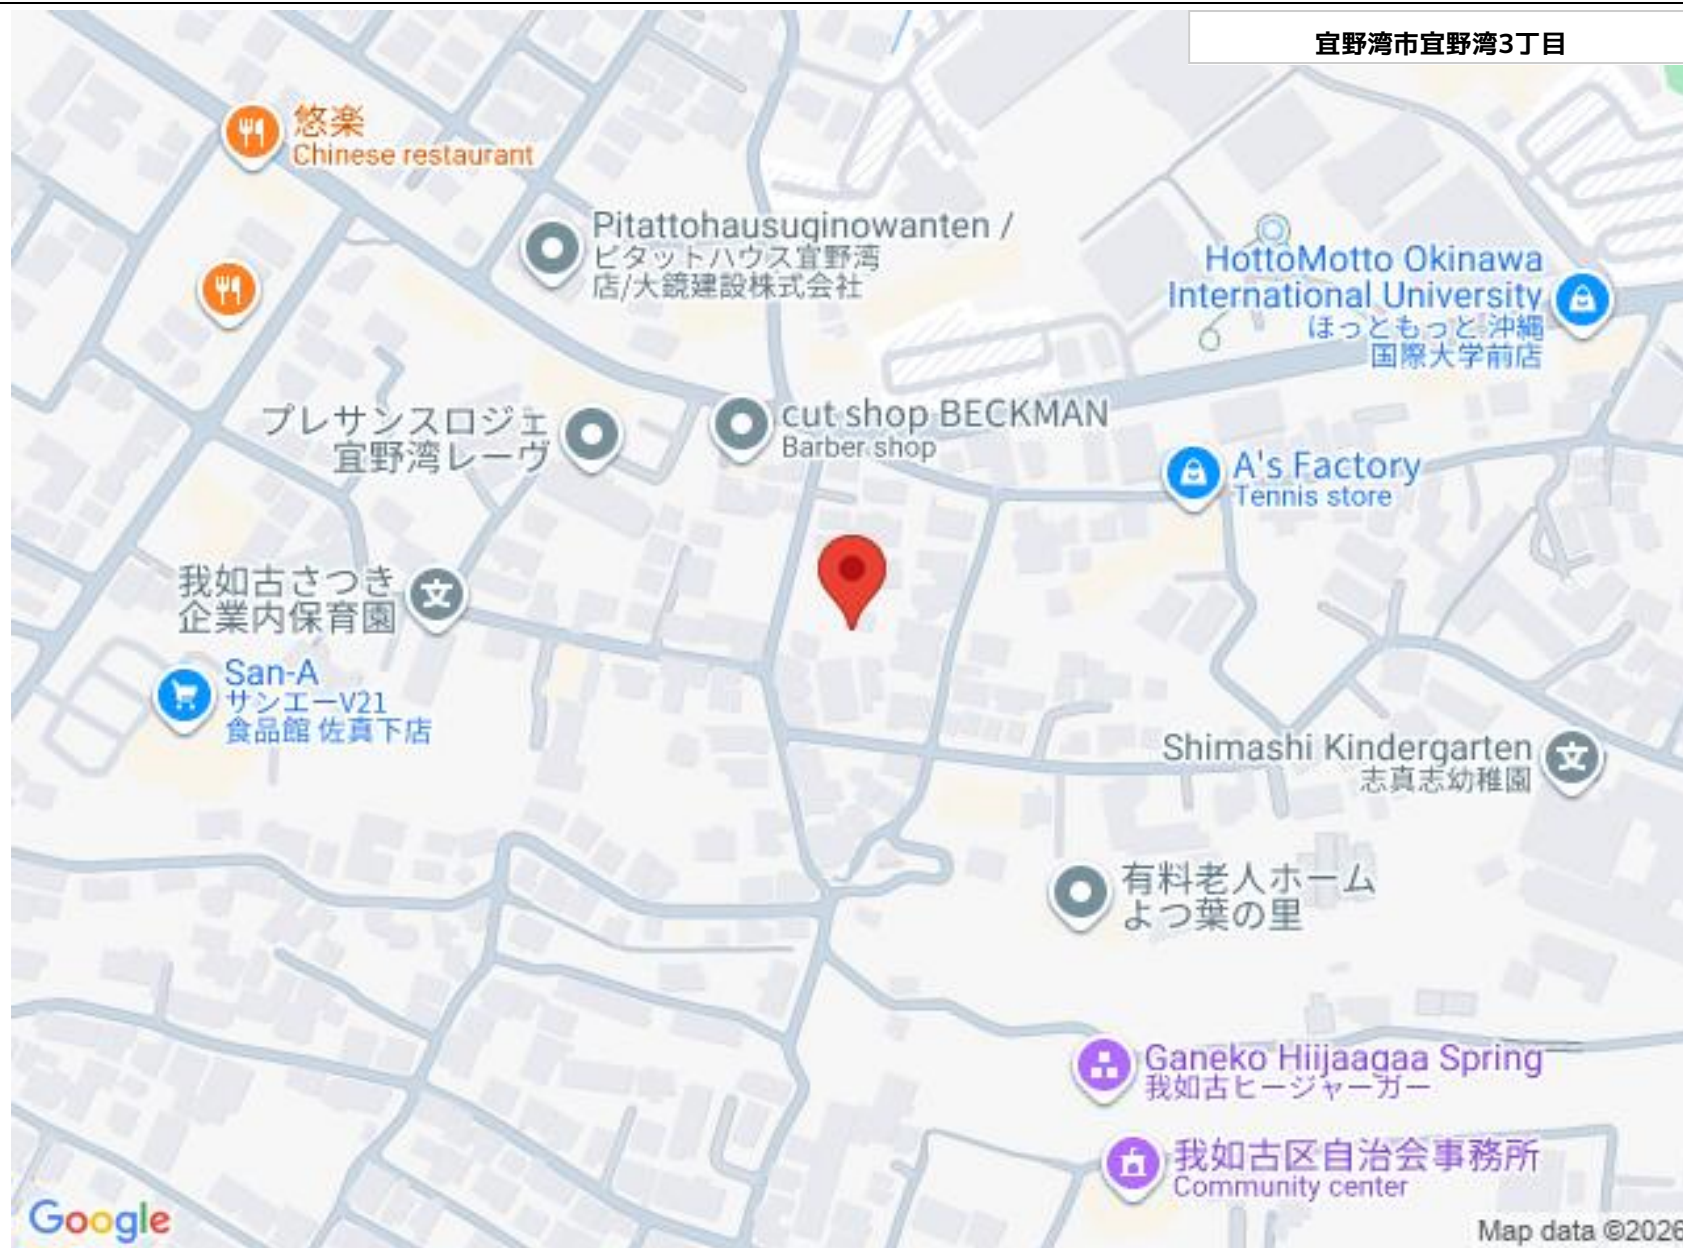 宜野湾市宜野湾3丁目
悠楽
Chinese restaurant
Pitattohausuginowanten /
ピタットハウス宜野湾
店/大鏡建設株式会社
HottoMotto Okinawa
International University
ほっともっと 沖縄
国際大学前店
プレサンスロジェ
宜野湾レーヴ
cut shop BECKMAN
Barber shop
A's Factory
Tennis store
我如古さつき
企業内保育園
San-A
サンエーV21
食品館 佐真下店
Shimashi Kindergarten
志真志幼稚園
有料老人ホーム
よつ葉の里
Ganeko Hiijaagaa Spring
我如古ヒージャーガー
我如古区自治会事務所
Community center
Google
Map data ©2026